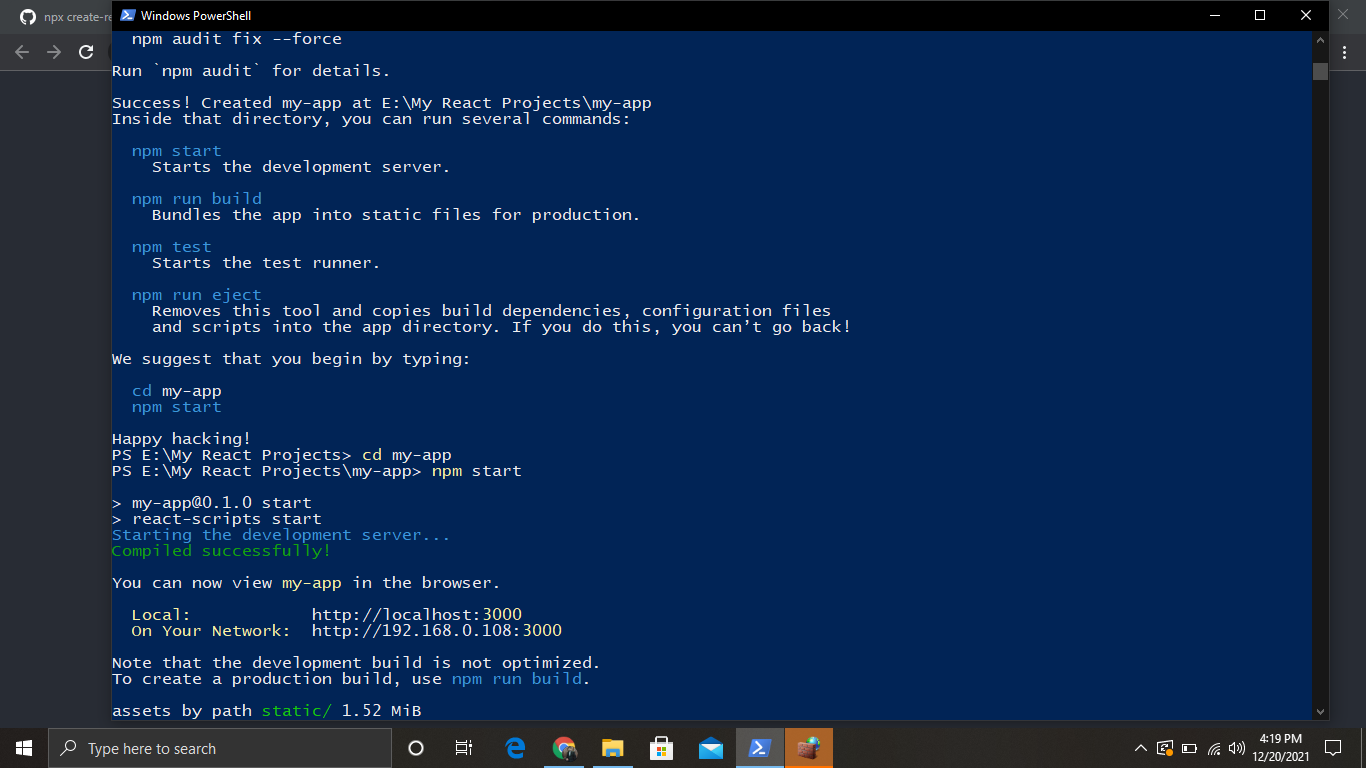 npx create-re
Windows PowerShell
npm audit fix --force
Run `npm audit` for details.
Success! Created my-app at E:\My React Projects\my-app
Inside that directory, you can run several commands:
npm start
Starts the development server.
npm run build
Bundles the app into static files for production.
npm test
Starts the test runner.
npm run eject
Removes this tool and copies build dependencies, configuration files
and scripts into the app directory. If you do this, you can’t go back!
We suggest that you begin by typing:
cd my-app
npm start
Happy hacking!
PS E:\My React Projects> cd my-app
PS E:\My React Projects\my-app> npm start
> my-app@0.1.0 start
> react-scripts start
Starting the development server...
Compiled successfully!
You can now view my-app in the browser.
Local: http://localhost:3000
On Your Network: http://192.168.0.108:3000
Note that the development build is not optimized.
To create a production build, use npm run build.
assets by path static/ 1.52 MiB
Type here to search
4:19 PM
12/20/2021